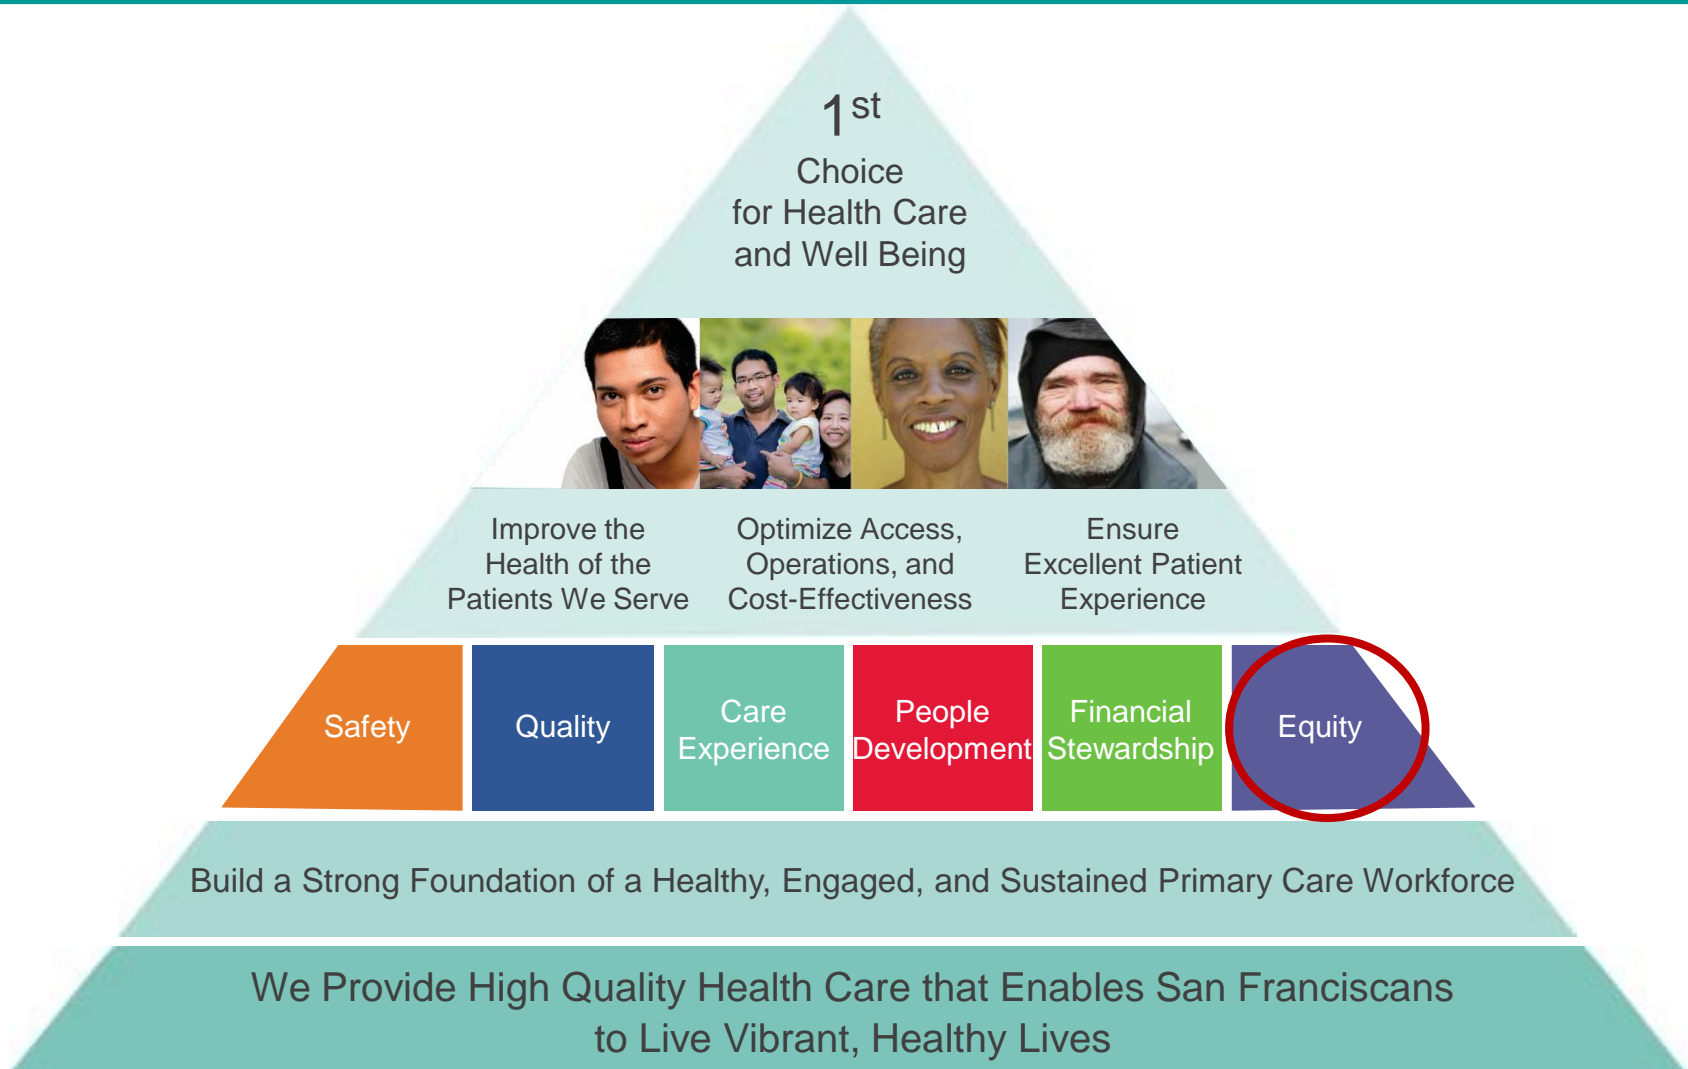 1st
Choice
for Health Care
and Well Being
Improve the
Health of the
Patients We Serve
Optimize Access,
Operations, and
Cost-Effectiveness
Ensure
Excellent Patient
Experience
Safety
Quality
Care
Experience
People
Development
Financial
Stewardship
Equity
Build a Strong Foundation of a Healthy, Engaged, and Sustained Primary Care Workforce
We Provide High Quality Health Care that Enables San Franciscans
to Live Vibrant, Healthy Lives